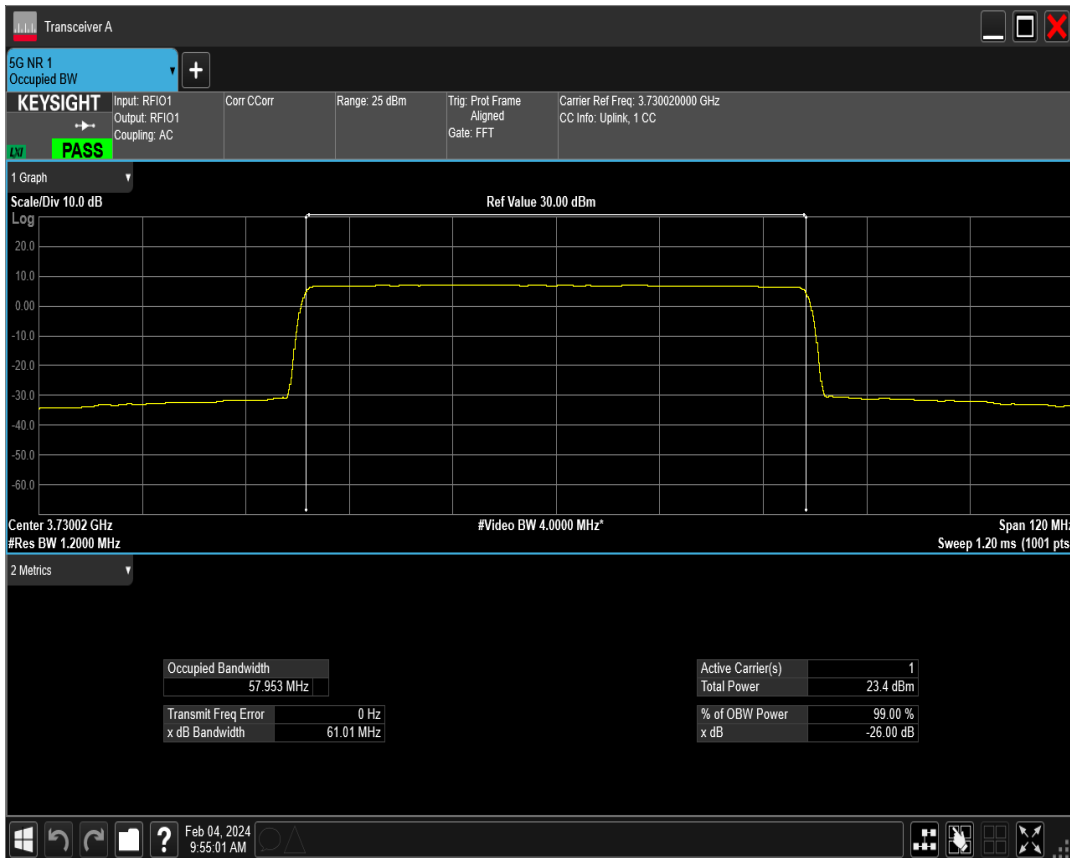 Transceiver A
5G NR 1
Occupied BW
KEYSIGHT
LXI
PASS
Input: RFIO1
Output: RFIO1
Coupling: AC
Corr CCorr
Range: 25 dBm
Trig: Prot Frame
Aligned
Gate: FFT
Carrier Ref Freq: 3.730020000 GHz
CC Info: Uplink, 1 CC
1 Graph
Scale/Div 10.0 dB
Ref Value 30.00 dBm
Log
20.0
10.0
0.00
-10.0
-20.0
-30.0
-40.0
-50.0
-60.0
Center 3.73002 GHz
#Video BW 4.0000 MHz*
Span 120 MHz
#Res BW 1.2000 MHz
Sweep 1.20 ms (1001 pts
2 Metrics
Occupied Bandwidth
57.953 MHz
Transmit Freq Error 0 Hz
x dB Bandwidth 61.01 MHz
Active Carrier(s) 1
Total Power 23.4 dBm
% of OBW Power 99.00 %
x dB -26.00 dB
?
Feb 04, 2024
9:55:01 AM